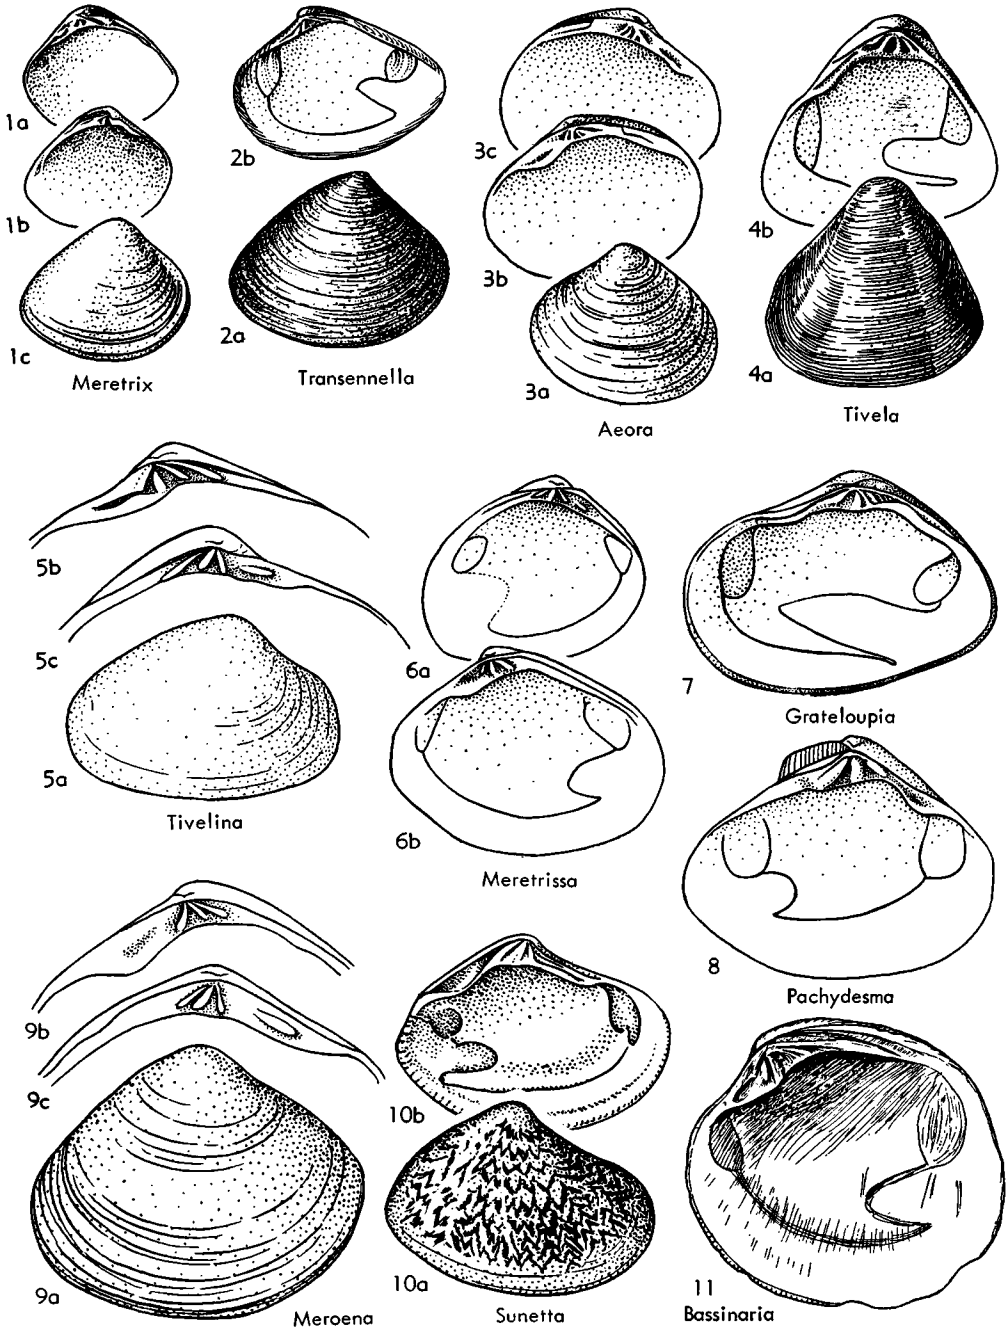 1a
1b
1c
Meretrix
2b
2a
Transennella
3c
3b
3a
Aeora
4b
4a
Tivela
5b
5c
5a
Tivelina
6a
6b
Meretrissa
7
Grateloupia
8
Pachydesma
9b
9c
9a
Meroena
10b
10a
Sunetta
11
Bassinaria